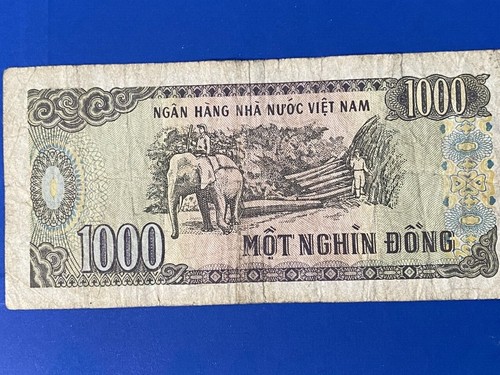 NGÂN HÀNG NHÀ NƯỚC VIỆT NAM
1000
1000
MỘT NGHÌN ĐỒNG